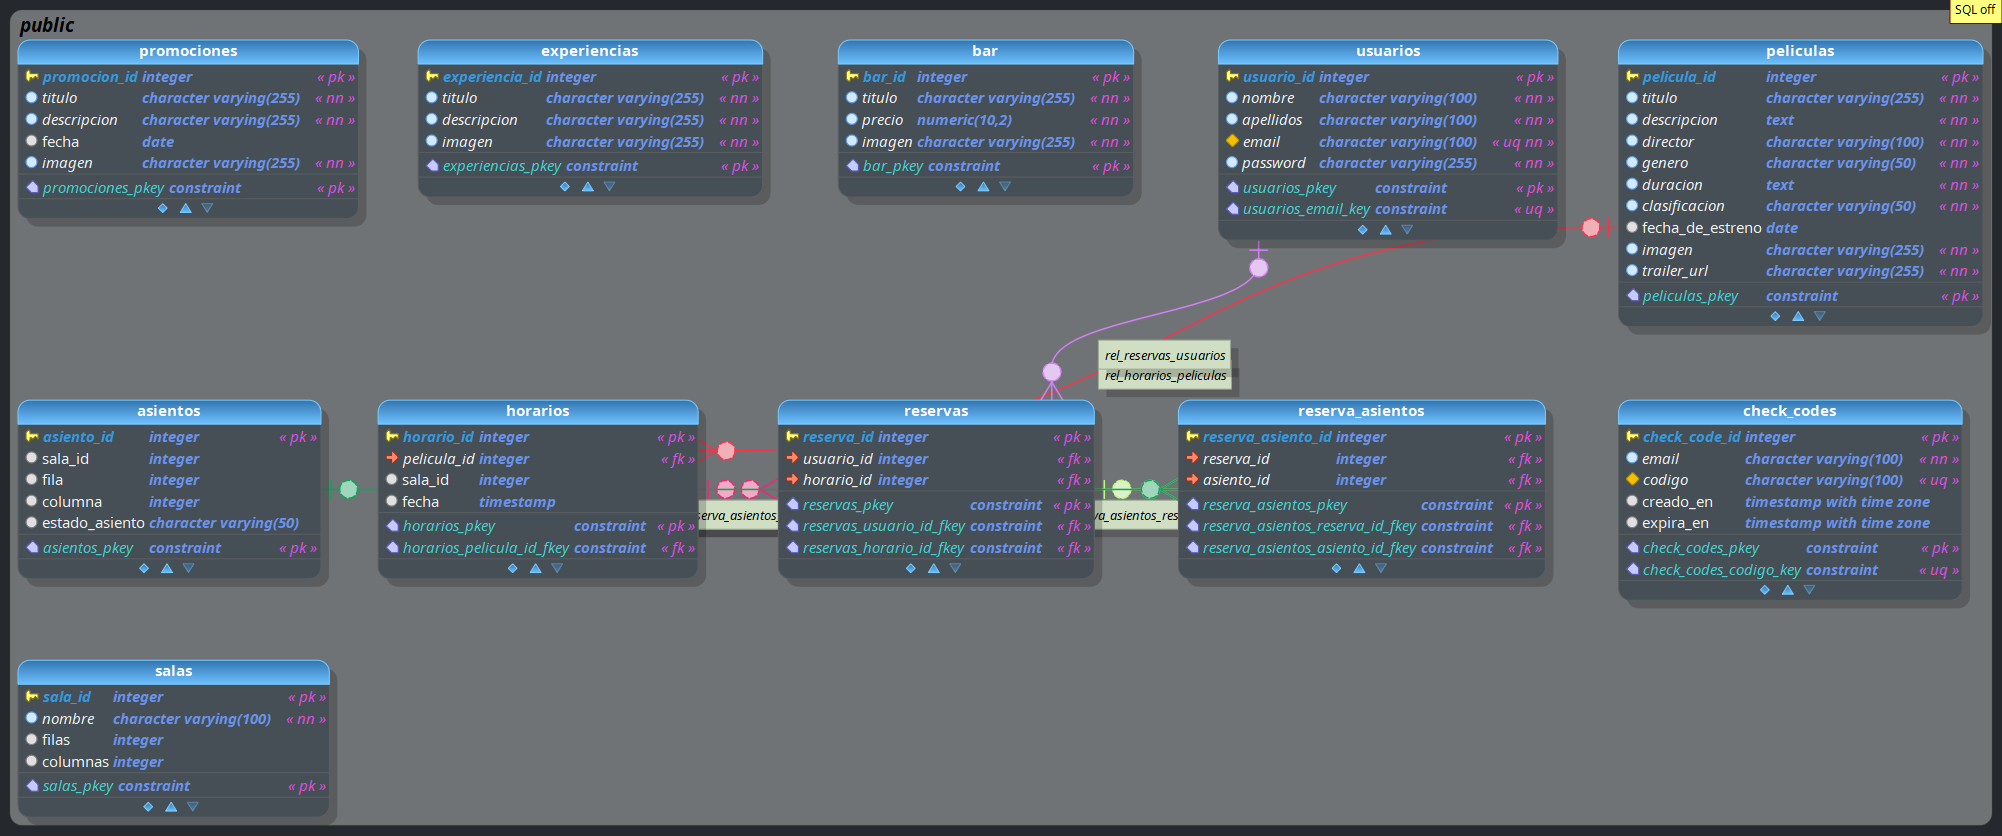 SQL off
public
promociones
promocion_id integer « pk »
titulo character varying(255) « nn »
descripcion character varying(255) « nn »
fecha date
imagen character varying(255) « nn »
promociones_pkey constraint « pk »
experiencias
experiencia_id integer « pk »
titulo character varying(255) « nn »
descripcion character varying(255) « nn »
imagen character varying(255) « nn »
experiencias_pkey constraint « pk »
bar
bar_id integer « pk »
titulo character varying(255) « nn »
precio numeric(10,2) « nn »
imagen character varying(255) « nn »
bar_pkey constraint « pk »
usuarios
usuario_id integer « pk »
nombre character varying(100) « nn »
apellidos character varying(100) « nn »
email character varying(100) « uq nn »
password character varying(255) « nn »
usuarios_pkey constraint « pk »
usuarios_email_key constraint « uq »
peliculas
pelicula_id integer « pk »
titulo character varying(255) « nn »
descripcion text « nn »
director character varying(100) « nn »
genero character varying(50) « nn »
duracion text « nn »
clasificacion character varying(50) « nn »
fecha_de_estreno date
imagen character varying(255) « nn »
trailer_url character varying(255) « nn »
peliculas_pkey constraint « pk »
rel_reservas_usuarios
rel_horarios_peliculas
asientos
asiento_id integer « pk »
sala_id integer
fila integer
columna integer
estado_asiento character varying(50)
asientos_pkey constraint « pk »
horarios
horario_id integer « pk »
pelicula_id integer « fk »
sala_id integer
fecha timestamp
horarios_pkey constraint « pk »
horarios_pelicula_id_fkey constraint « fk »
serva_asientos_
reservas
reserva_id integer « pk »
usuario_id integer « fk »
horario_id integer « fk »
reservas_pkey constraint « pk »
reservas_usuario_id_fkey constraint « fk »
reservas_horario_id_fkey constraint « fk »
va_asientos_res
reserva_asientos
reserva_asiento_id integer « pk »
reserva_id integer « fk »
asiento_id integer « fk »
reserva_asientos_pkey constraint « pk »
reserva_asientos_reserva_id_fkey constraint « fk »
reserva_asientos_asiento_id_fkey constraint « fk »
check_codes
check_code_id integer « pk »
email character varying(100) « nn »
codigo character varying(100) « uq »
creado_en timestamp with time zone
expira_en timestamp with time zone
check_codes_pkey constraint « pk »
check_codes_codigo_key constraint « uq »
salas
sala_id integer « pk »
nombre character varying(100) « nn »
filas integer
columnas integer
salas_pkey constraint « pk »